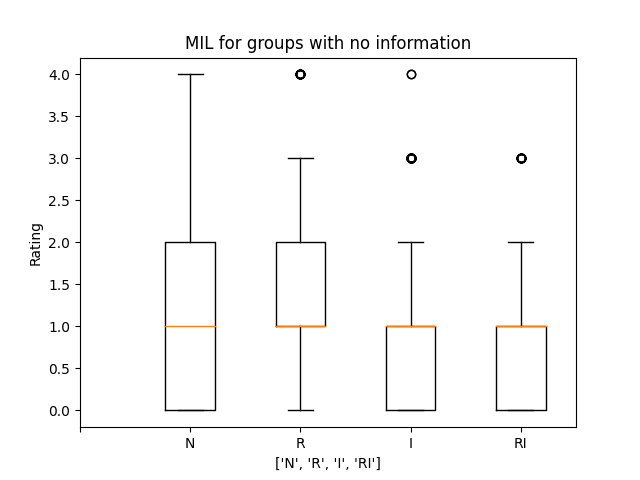 MIL for groups with no information
Rating
4.0
3.5
3.0
2.5
2.0
1.5
1.0
0.5
0.0
N R I RI
['N', 'R', 'I', 'RI']